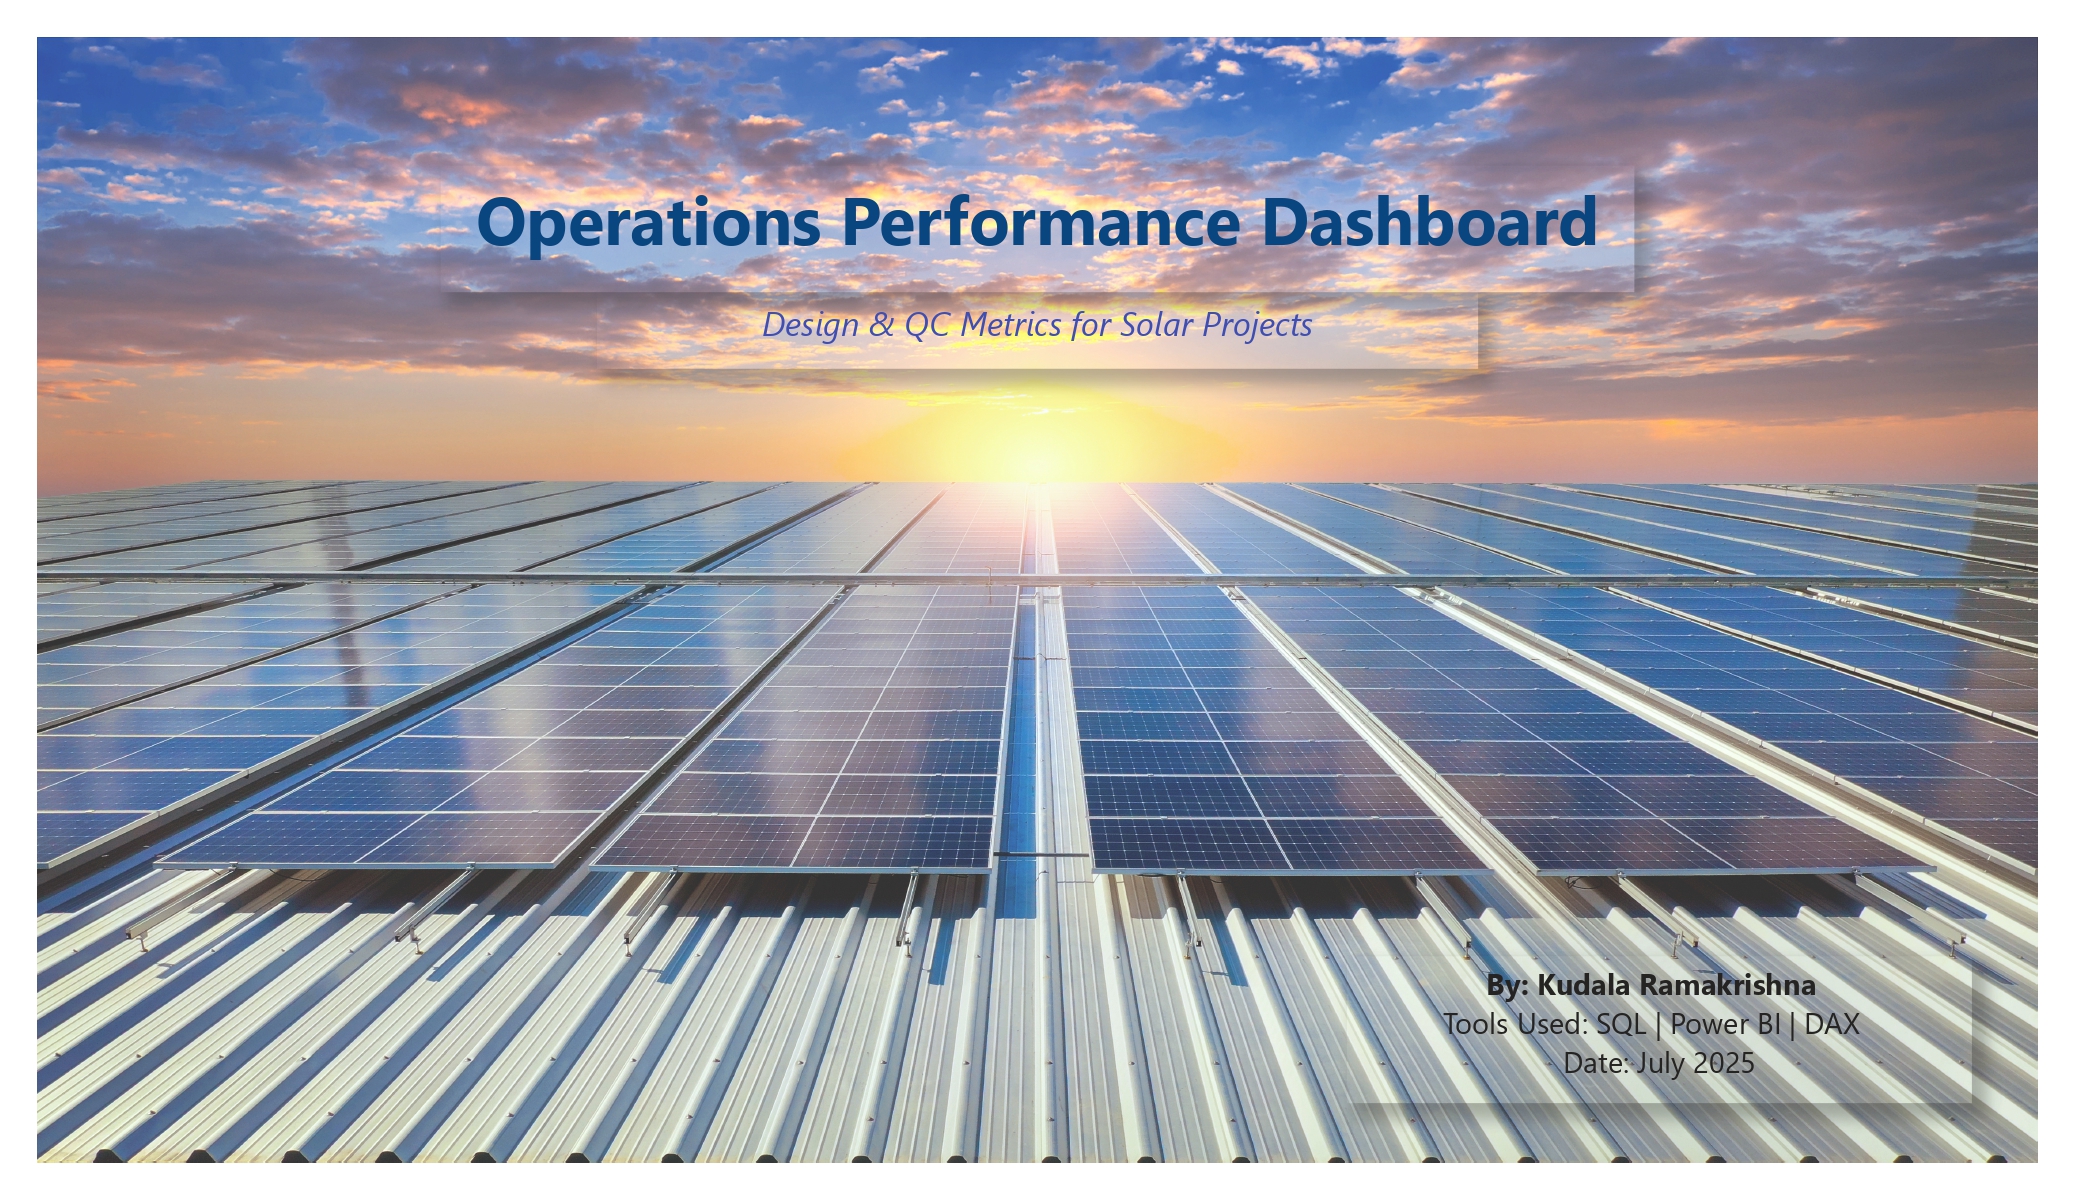 Operations Performance Dashboard
Design & QC Metrics for Solar Projects
By: Kudala Ramakrishna
Tools Used: SQL | Power BI | DAX
Date: July 2025